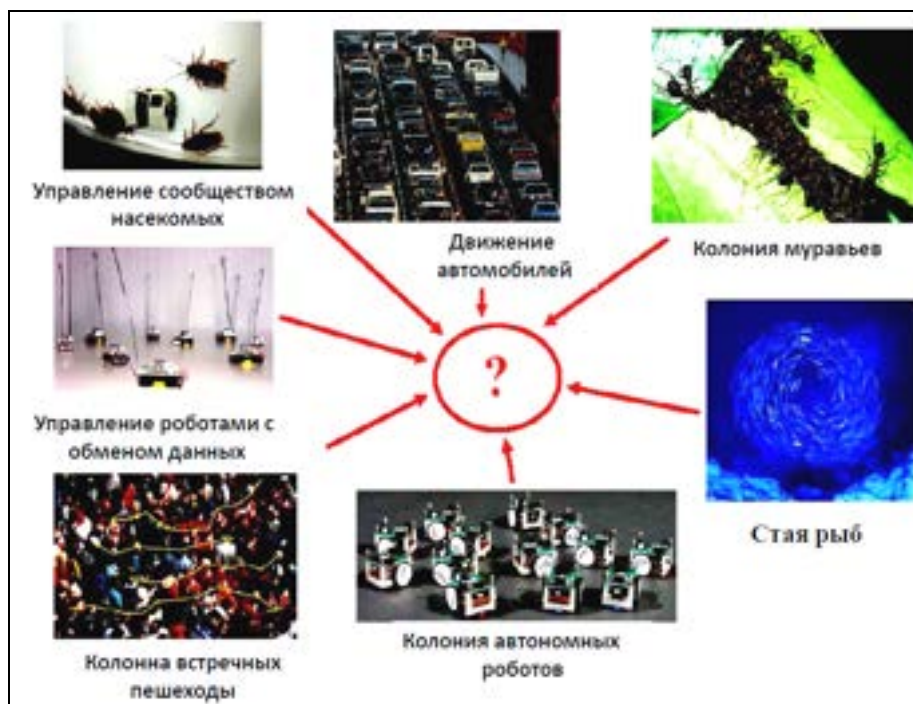 Управление сообществом
насекомых
Движение
автомобилей
Колония муравьев
?
Управление роботами с
обменом данных
Стая рыб
Колонна встречных
пешеходы
Колония автономных
роботов